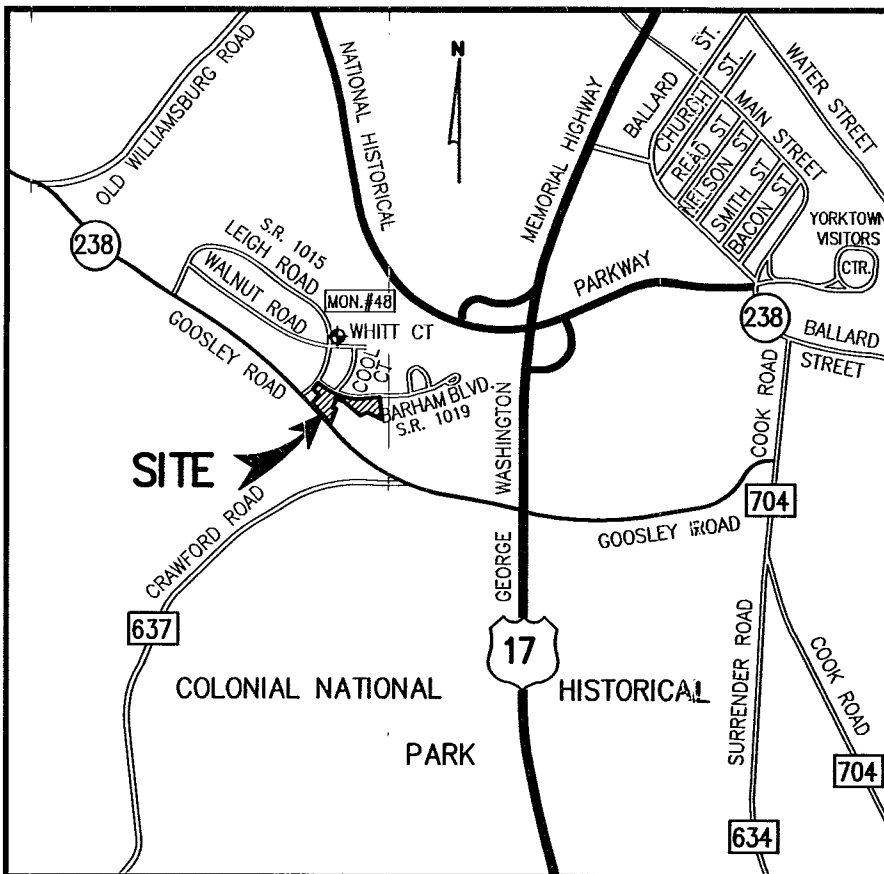 OLD WILLIAMSBURG ROAD
NATIONAL HISTORICAL
N
MEMORIAL HIGHWAY
BALLARD ST.
CHURCH ST.
MAIN STREET
WATER STREET
READ ST
NELSON ST
SMITH ST
BACON ST
YORKTOWN
VISITORS
CTR.
238
S.R. 1015
LEIGH ROAD
WALNUT ROAD
MON.#48
WHITT CT
COOL CT
PARKWAY
238
BALLARD
STREET
GOOSLEY ROAD
BARHAM BLVD.
S.R. 1019
SITE
GEORGE WASHINGTON
COOK ROAD
704
GOOSLEY ROAD
CRAWFORD ROAD
637
17
COLONIAL NATIONAL HISTORICAL
PARK
SURRENDER ROAD
COOK ROAD
704
634